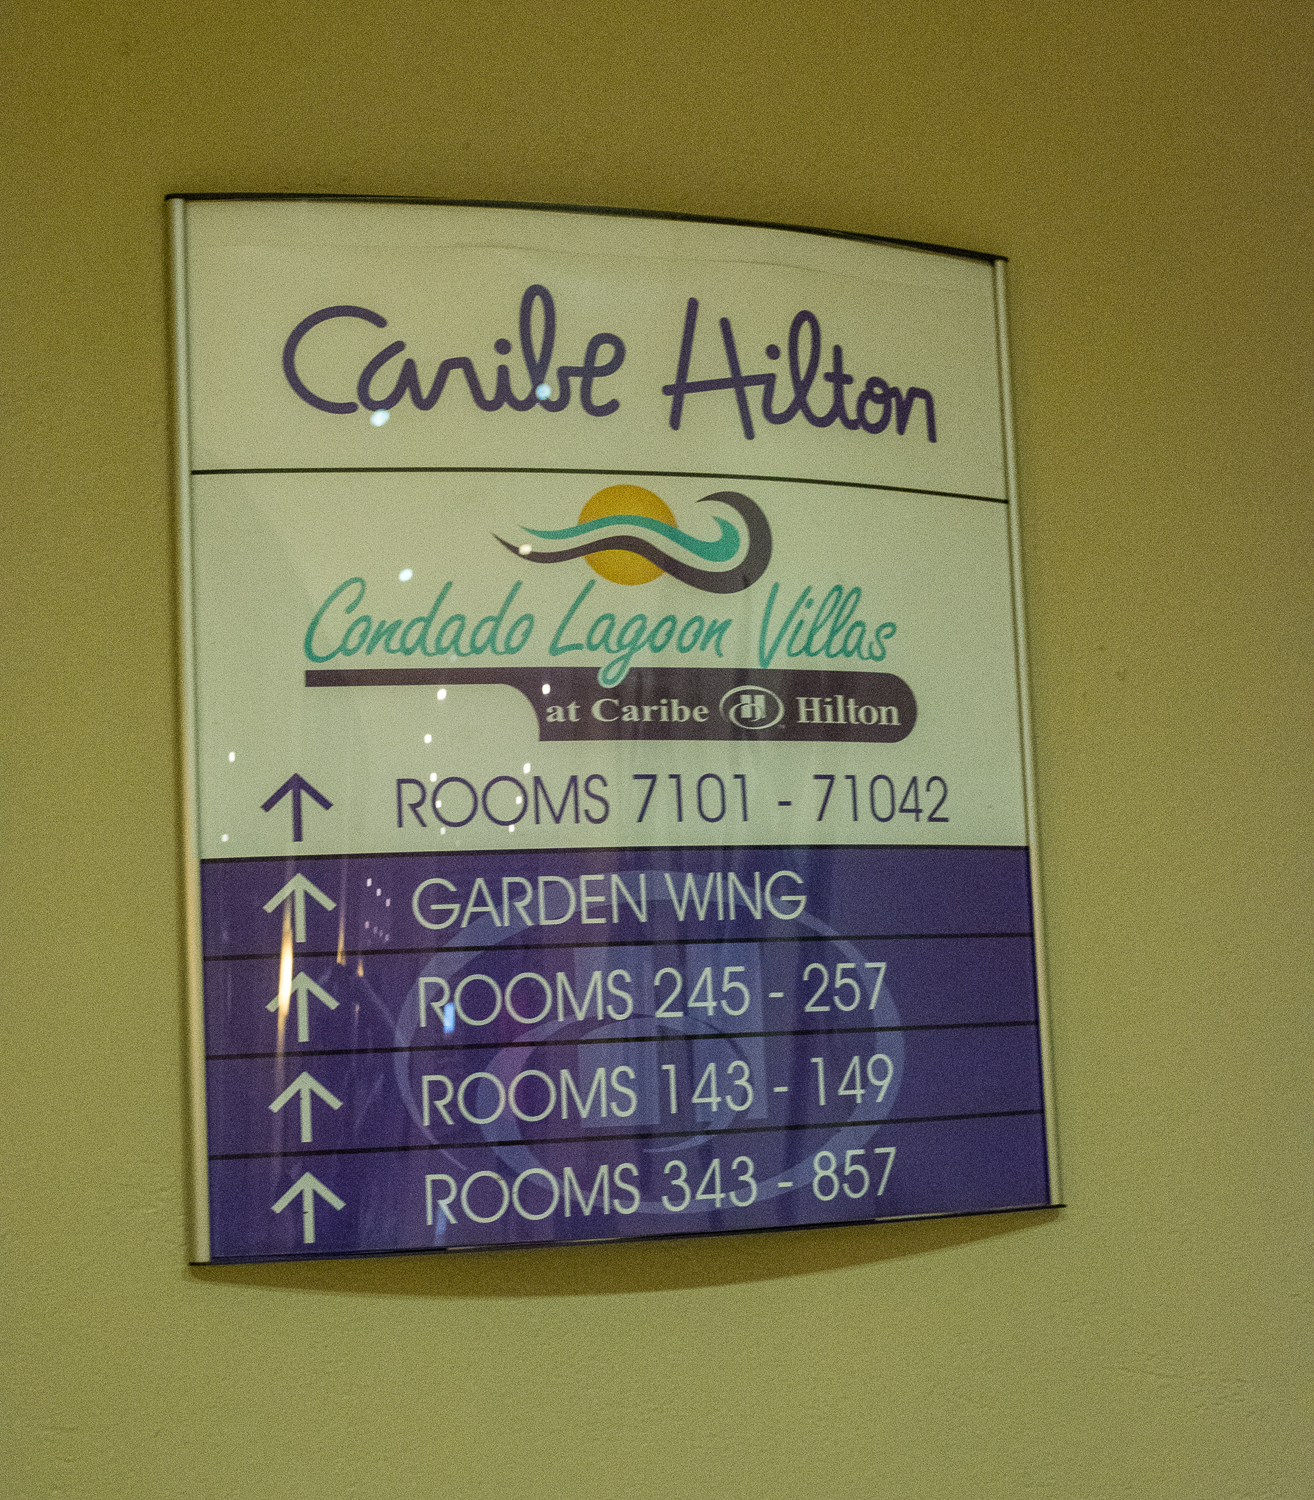 Caribe Hilton
Condado Lagoon Villas
at Caribe Hilton
ROOMS 7101 - 71042
GARDEN WING
ROOMS 245 - 257
ROOMS 143 - 149
ROOMS 343 - 857